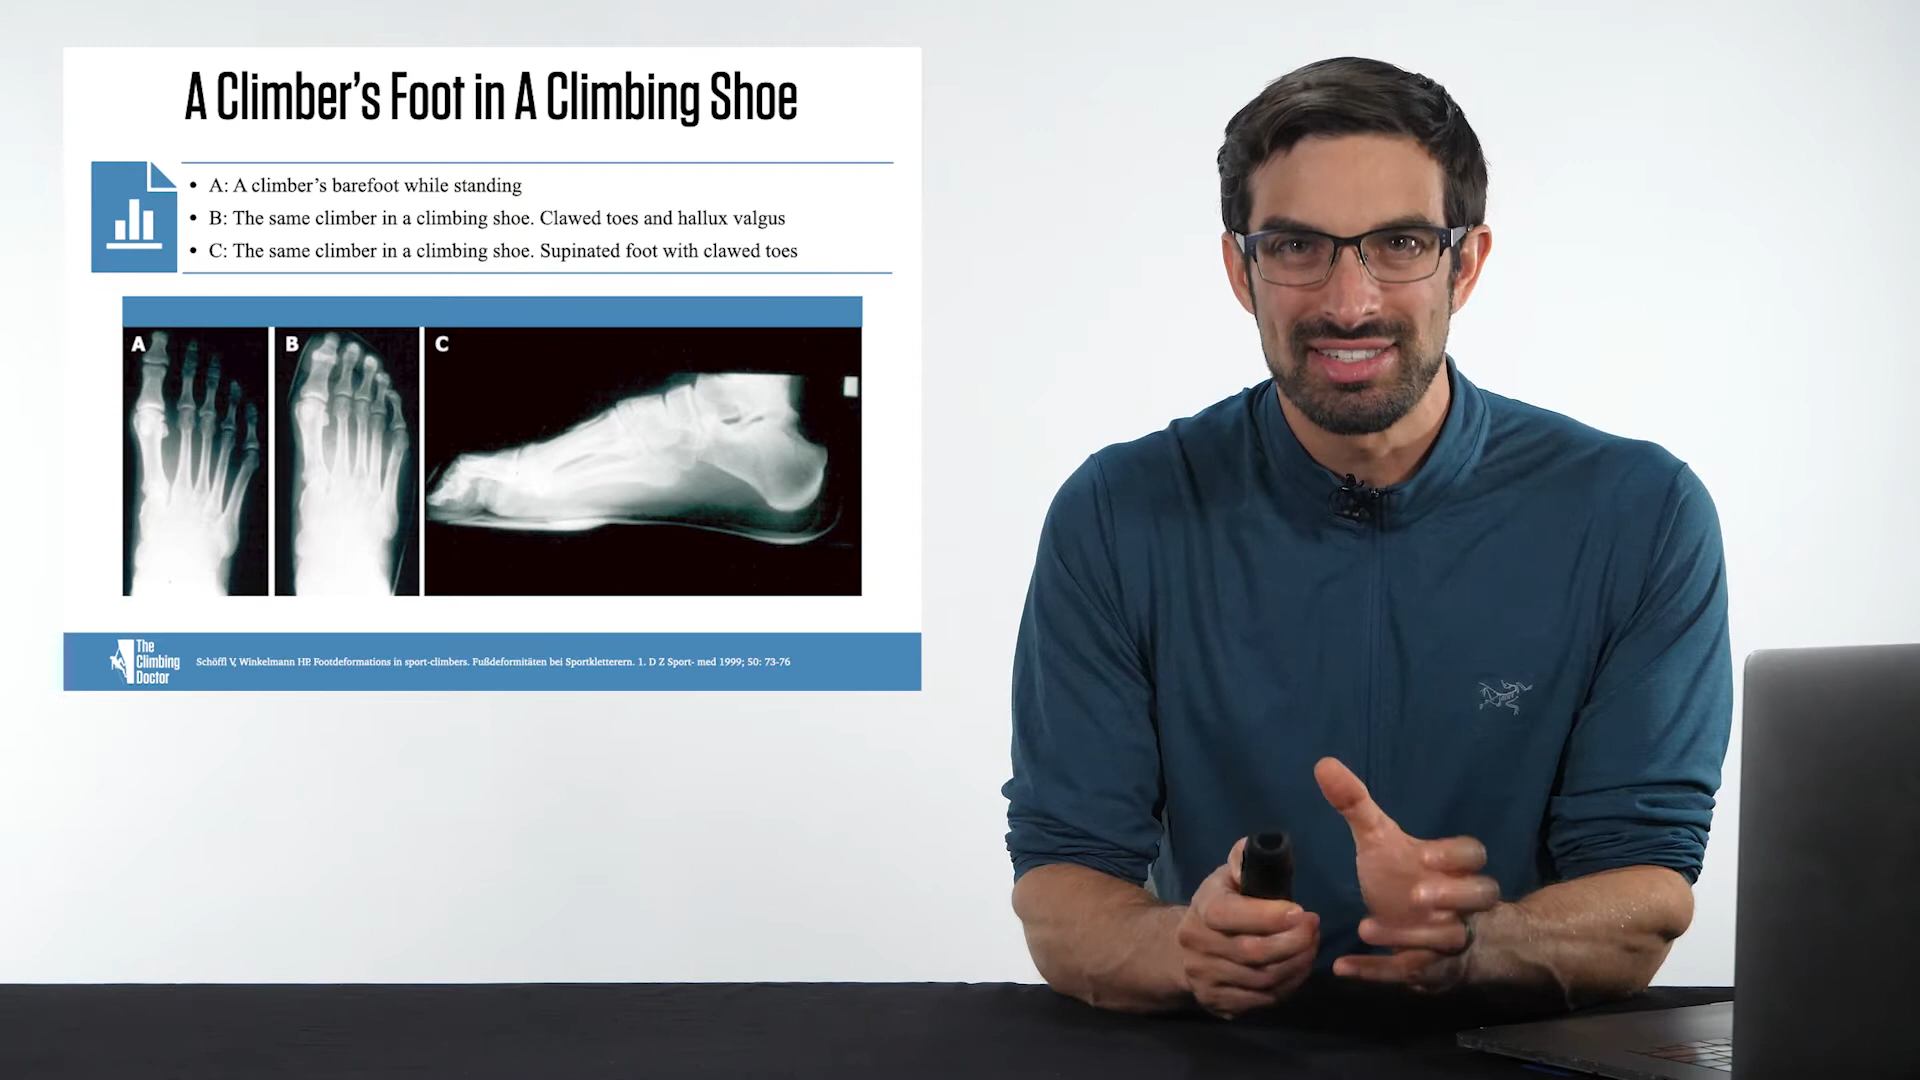 A Climber's Foot in A Climbing Shoe
• A: A climber's barefoot while standing
• B: The same climber in a climbing shoe. Clawed toes and hallux valgus
• C: The same climber in a climbing shoe. Supinated foot with clawed toes
A B C
The
Climbing
Doctor
Schöffl V, Winkelmann HP. Footdeformations in sport-climbers. Fußdeformitäten bei Sportkletterern. 1. D Z Sport- med 1999; 50: 73-76